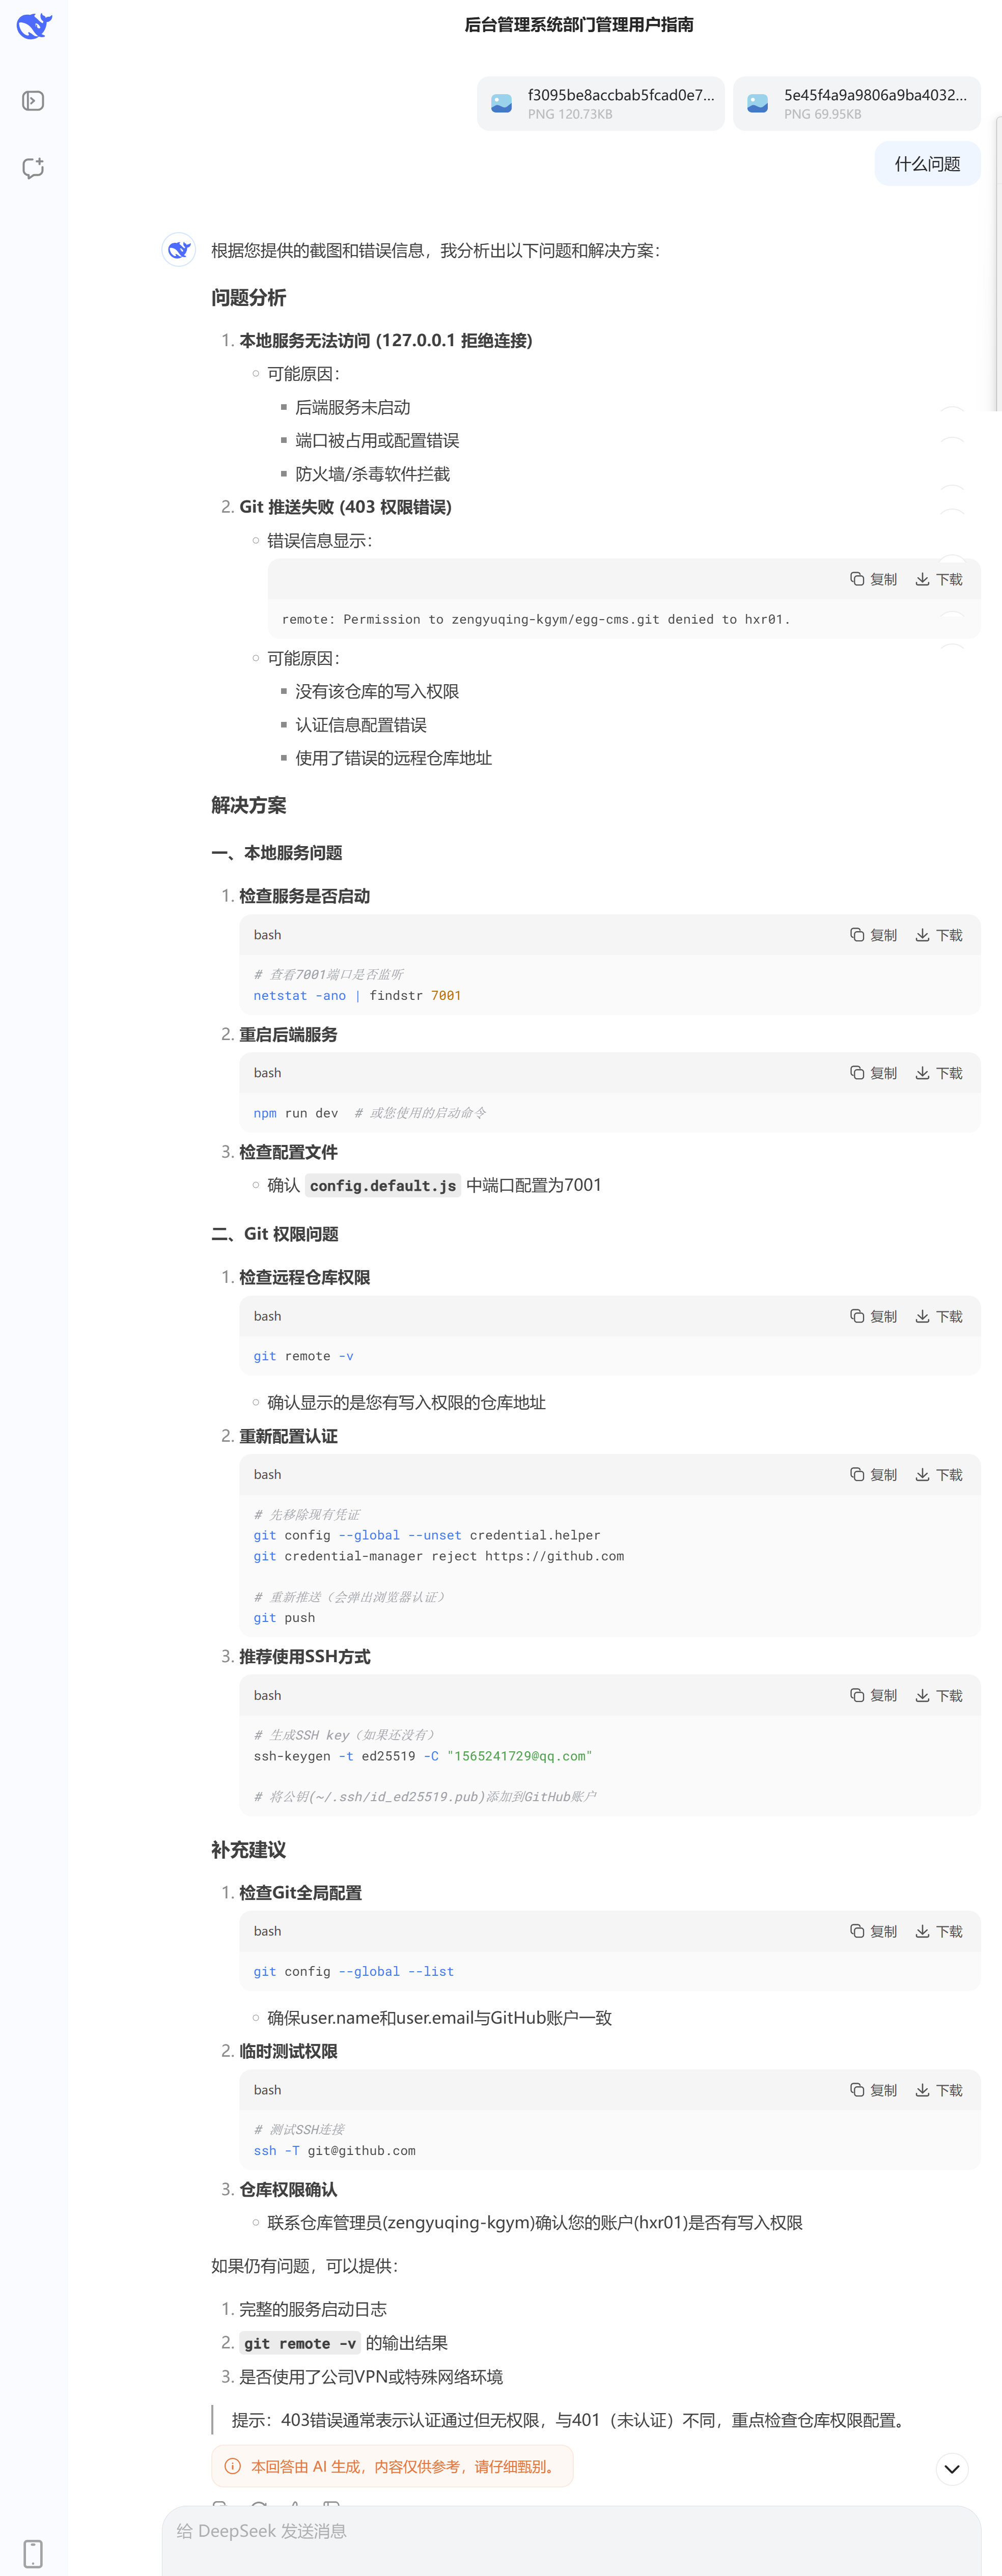 后台管理系统部门管理用户指南
f3095be8accbab5fcad0e7...
PNG 120.73KB
5e45f4a9a9806a9ba4032...
PNG 69.95KB
什么问题
根据您提供的截图和错误信息，我分析出以下问题和解决方案：
问题分析
1. 本地服务无法访问 (127.0.0.1 拒绝连接)
可能原因：
后端服务未启动
端口被占用或配置错误
防火墙/杀毒软件拦截
2. Git 推送失败 (403 权限错误)
错误信息显示：
复制 下载
remote: Permission to zengyuqing-kgym/egg-cms.git denied to hxr01.
可能原因：
没有该仓库的写入权限
认证信息配置错误
使用了错误的远程仓库地址
解决方案
一、本地服务问题
1. 检查服务是否启动
bash 复制 下载
# 查看7001端口是否监听
netstat -ano | findstr 7001
2. 重启后端服务
bash 复制 下载
npm run dev  # 或您使用的启动命令
3. 检查配置文件
确认 config.default.js 中端口配置为7001
二、Git 权限问题
1. 检查远程仓库权限
bash 复制 下载
git remote -v
确认显示的是您有写入权限的仓库地址
2. 重新配置认证
bash 复制 下载
# 先移除现有凭证
git config --global --unset credential.helper
git credential-manager reject https://github.com
# 重新推送（会弹出浏览器认证）
git push
3. 推荐使用SSH方式
bash 复制 下载
# 生成SSH key（如果还没有）
ssh-keygen -t ed25519 -C "1565241729@qq.com"
# 将公钥(~/.ssh/id_ed25519.pub)添加到GitHub账户
补充建议
1. 检查Git全局配置
bash 复制 下载
git config --global --list
确保user.name和user.email与GitHub账户一致
2. 临时测试权限
bash 复制 下载
# 测试SSH连接
ssh -T git@github.com
3. 仓库权限确认
联系仓库管理员(zengyuqing-kgym)确认您的账户(hxr01)是否有写入权限
如果仍有问题，可以提供：
1. 完整的服务启动日志
2. git remote -v 的输出结果
3. 是否使用了公司VPN或特殊网络环境
提示：403错误通常表示认证通过但无权限，与401（未认证）不同，重点检查仓库权限配置。
本回答由 AI 生成，内容仅供参考，请仔细甄别。
给 DeepSeek 发送消息